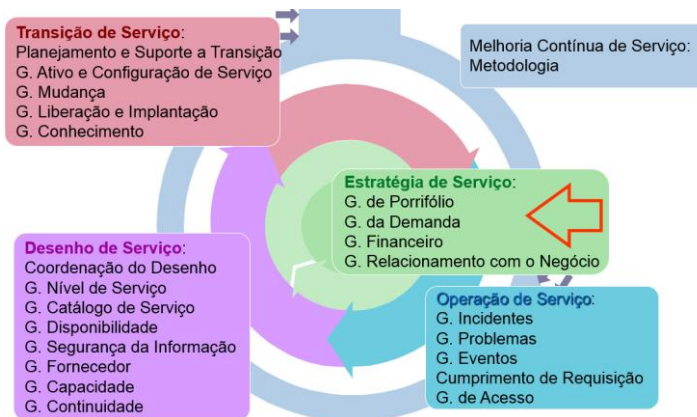 Transição de Serviço:
Planejamento e Suporte a Transição
G. Ativo e Configuração de Serviço
G. Mudança
G. Liberação e Implantação
G. Conhecimento
Melhoria Contínua de Serviço:
Metodologia
Estratégia de Serviço:
G. de Porrifólio
G. da Demanda
G. Financeiro
G. Relacionamento com o Negócio
Desenho de Serviço:
Coordenação do Desenho
G. Nível de Serviço
G. Catálogo de Serviço
G. Disponibilidade
G. Segurança da Informação
G. Fornecedor
G. Capacidade
G. Continuidade
Operação de Serviço:
G. Incidentes
G. Problemas
G. Eventos
Cumprimento de Requisição
G. de Acesso